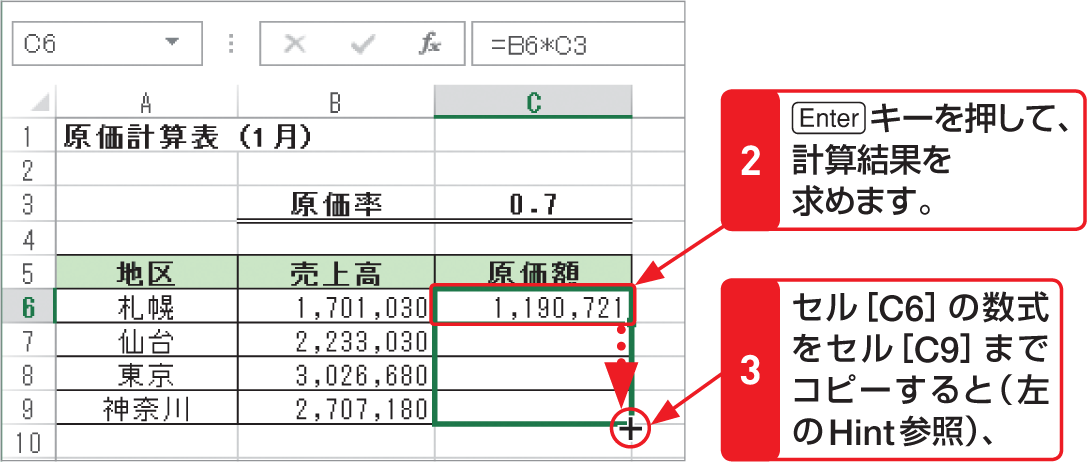 C6 fx =B6*C3
A B C
1 原価計算表（1月）
2
3 原価率 0.7
4
5 地区 売上高 原価額
6 札幌 1,701,030 1,190,721
7 仙台 2,233,030
8 東京 3,026,680
9 神奈川 2,707,180
10
2
Enterキーを押して、
計算結果を
求めます。
3
セル［C6］の数式
をセル［C9］まで
コピーすると（左
のHint参照）、